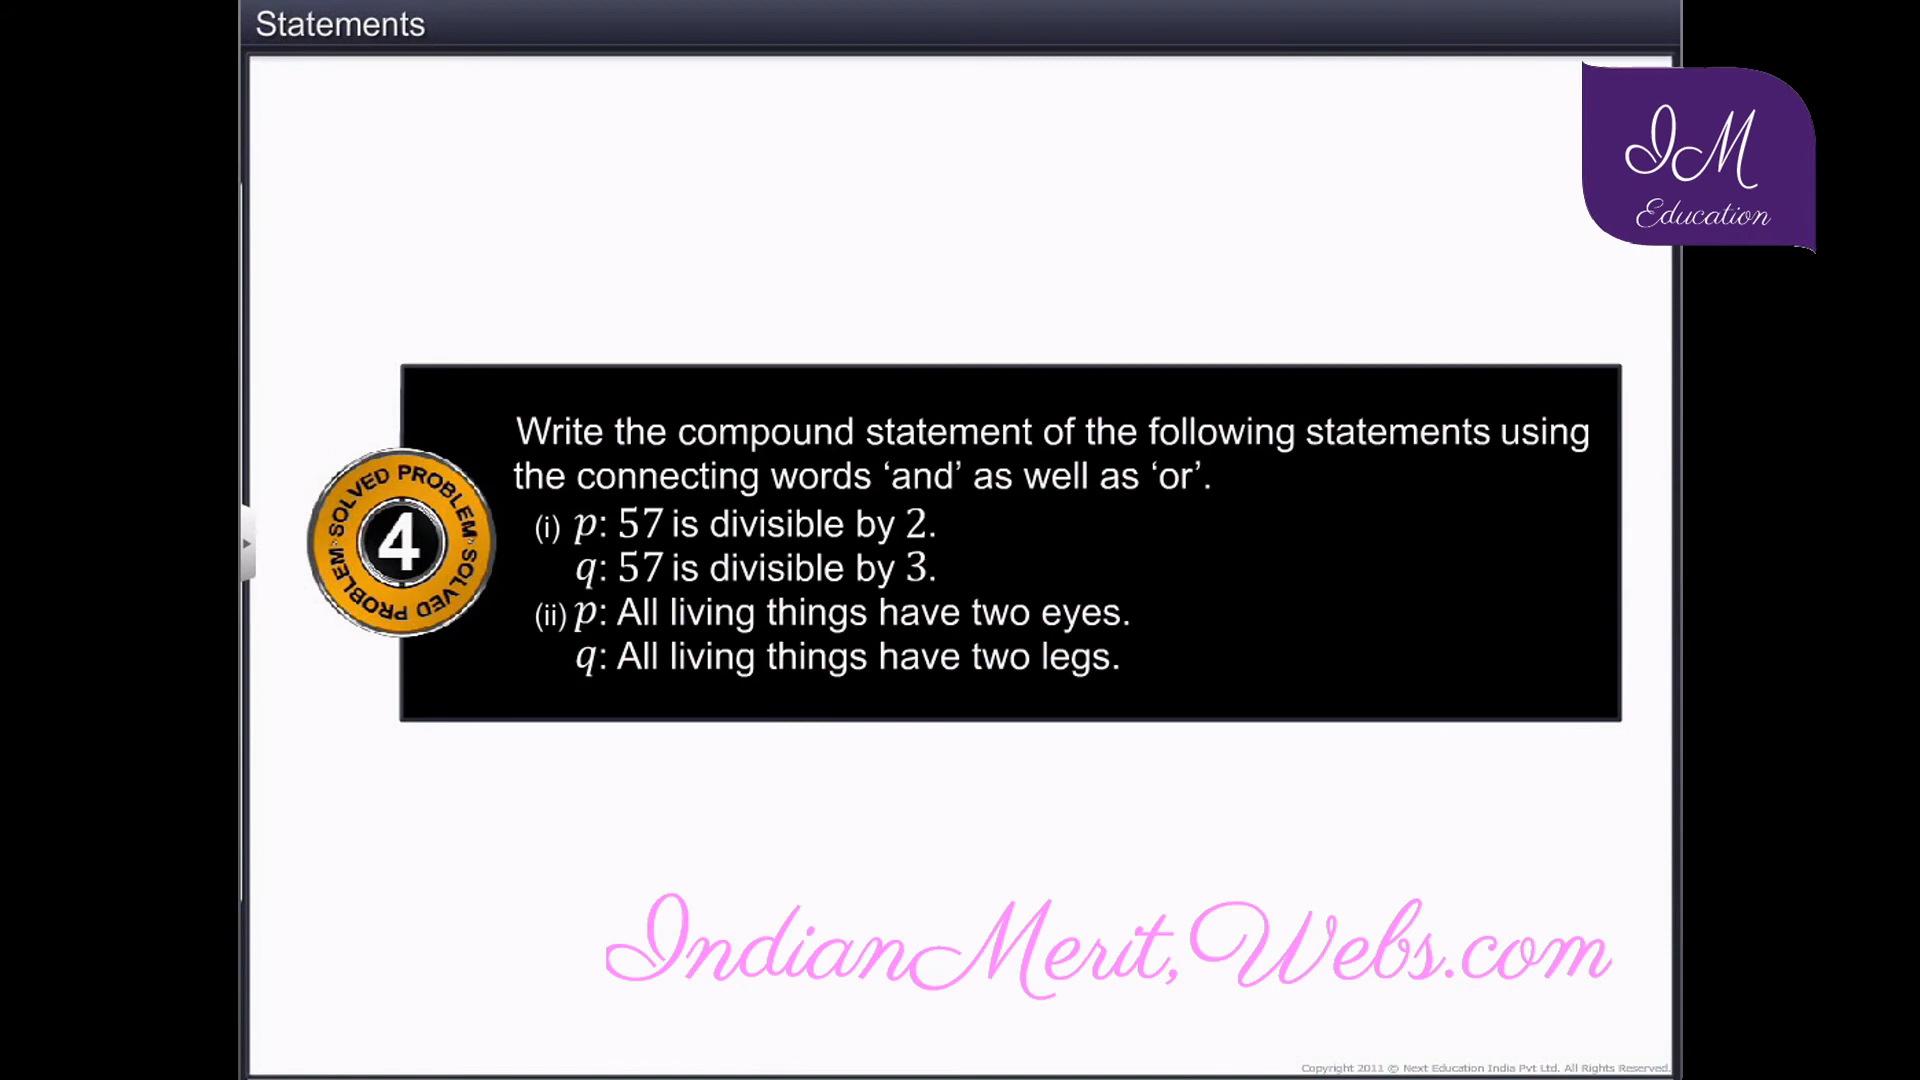 Statements
IM
Education
Write the compound statement of the following statements using
the connecting words ‘and’ as well as ‘or’.
(i) p: 57 is divisible by 2.
q: 57 is divisible by 3.
(ii) p: All living things have two eyes.
q: All living things have two legs.
SOLVED PROBLEM · SOLVED PROBLEM ·
4
IndianMerit,Webs.com
Copyright 2011 © Next Education India Pvt Ltd. All Rights Reserved.